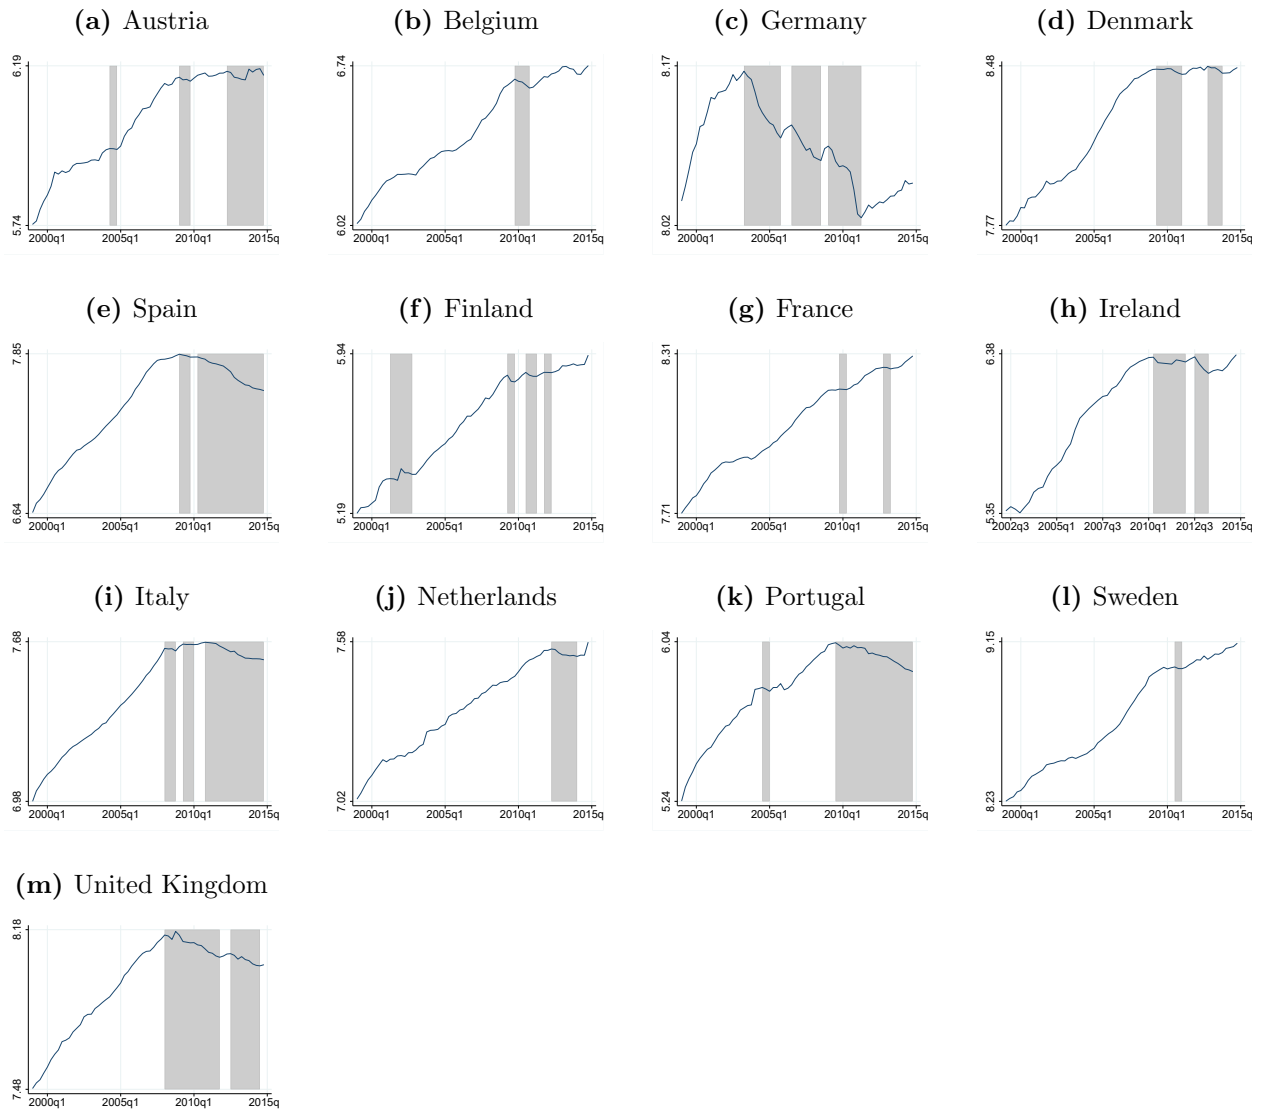 (a) Austria (b) Belgium (c) Germany (d) Denmark
6.19 6.74 8.17 8.48
5.74 6.02 8.02 7.77
2000q1 2005q1 2010q1 2015q 2000q1 2005q1 2010q1 2015q1 2000q1 2005q1 2010q1 2015q 2000q1 2005q1 2010q1 2015q
(e) Spain (f) Finland (g) France (h) Ireland
7.85 5.94 8.31 6.38
6.64 5.19 7.71 5.35
2000q1 2005q1 2010q1 2015q 2000q1 2005q1 2010q1 2015q1 2000q1 2005q1 2010q1 2015q 2002q3 2005q1 2007q3 2010q1 2012q3 2015q
(i) Italy (j) Netherlands (k) Portugal (l) Sweden
7.68 7.58 6.04 9.15
6.98 7.02 5.24 8.23
2000q1 2005q1 2010q1 2015q 2000q1 2005q1 2010q1 2015q1 2000q1 2005q1 2010q1 2015q 2000q1 2005q1 2010q1 2015q
(m) United Kingdom
8.18
7.48
2000q1 2005q1 2010q1 2015q